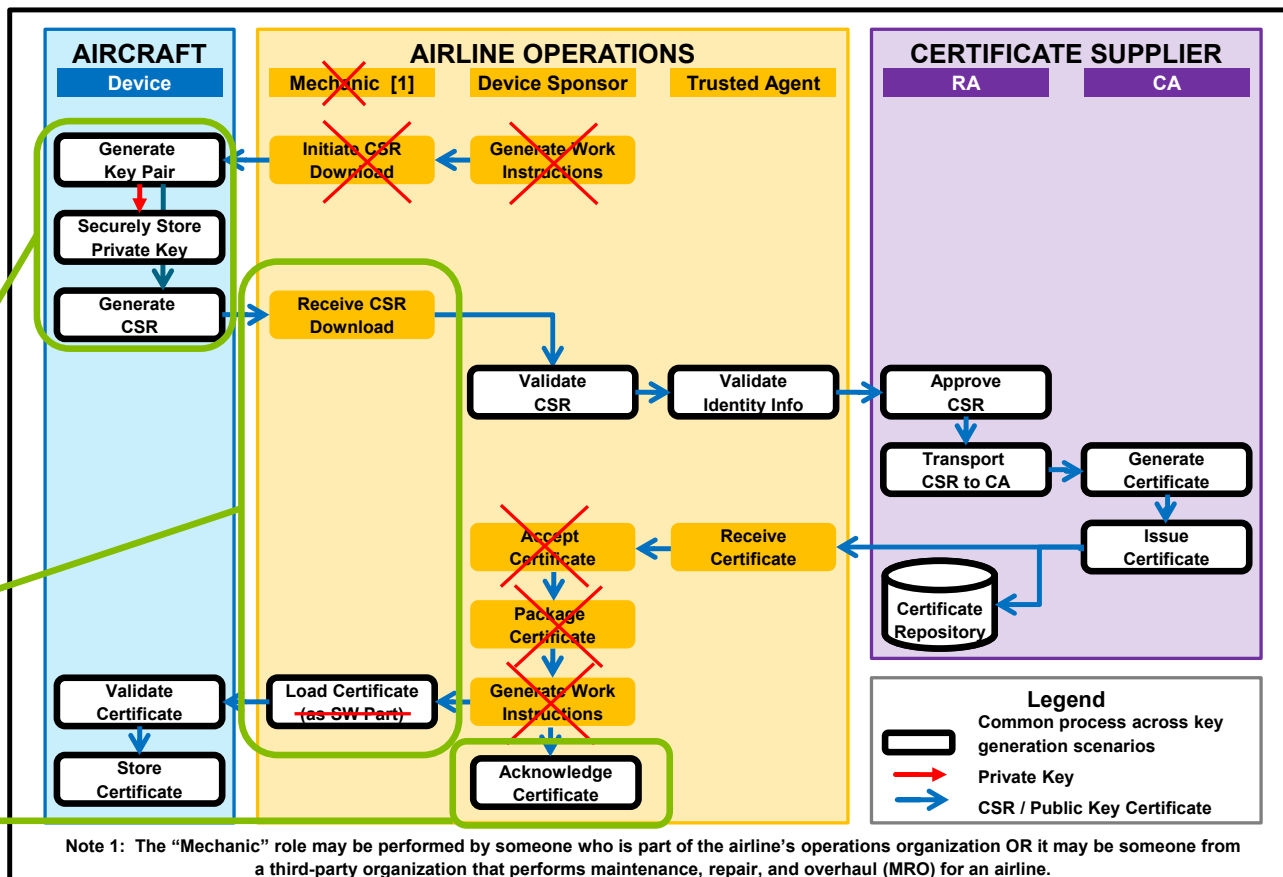 AIRCRAFT
Device
AIRLINE OPERATIONS
Mechanic [1]
Device Sponsor
Trusted Agent
CERTIFICATE SUPPLIER
RA
CA
Generate
Key Pair
Initiate CSR
Download
Generate Work
Instructions
Securely Store
Private Key
Generate
CSR
Receive CSR
Download
Validate
CSR
Validate
Identity Info
Approve
CSR
Transport
CSR to CA
Generate
Certificate
Accept
Certificate
Receive
Certificate
Issue
Certificate
Certificate
Repository
Package
Certificate
Validate
Certificate
Load Certificate
(as SW Part)
Generate Work
Instructions
Store
Certificate
Acknowledge
Certificate
Legend
Common process across key
generation scenarios
Private Key
CSR / Public Key Certificate
Note 1: The “Mechanic” role may be performed by someone who is part of the airline’s operations organization OR it may be someone from
a third-party organization that performs maintenance, repair, and overhaul (MRO) for an airline.